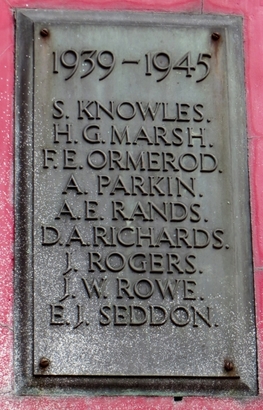 1939-1945
S. KNOWLES.
H. G. MARSH.
F. E. ORMEROD.
A. PARKIN.
A. E. RANDS.
D. A. RICHARDS.
J. ROGERS.
J. W. ROWE.
E. J. SEDDON.